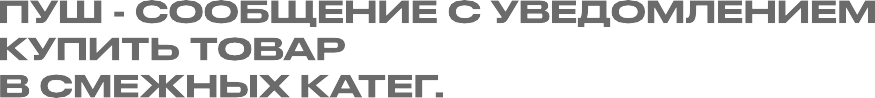 ПУШ - СООБЩЕНИЕ С УВЕДОМЛЕНИЕМ
КУПИТЬ ТОВАР
В СМЕЖНЫХ КАТЕГ.